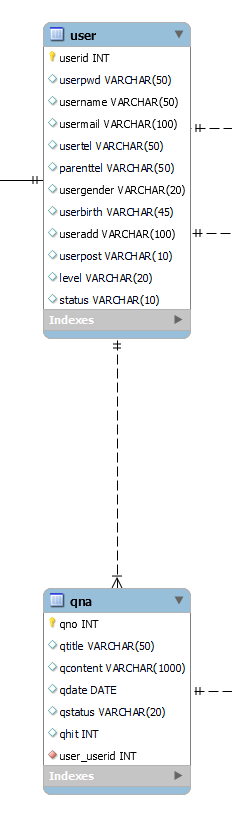 user
userid INT
userpwd VARCHAR(50)
username VARCHAR(50)
usermail VARCHAR(100)
usertel VARCHAR(50)
parenttel VARCHAR(50)
usergender VARCHAR(20)
userbirth VARCHAR(45)
useradd VARCHAR(100)
userpost VARCHAR(10)
level VARCHAR(20)
status VARCHAR(10)
Indexes
qna
qno INT
qtitle VARCHAR(50)
qcontent VARCHAR(1000)
qdate DATE
qstatus VARCHAR(20)
qhit INT
user_userid INT
Indexes